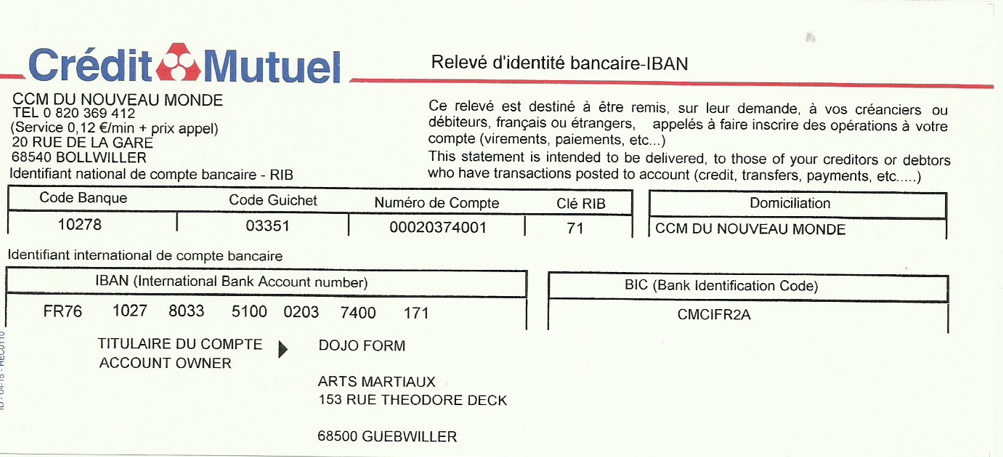 Crédit Mutuel
Relevé d'identité bancaire-IBAN
CCM DU NOUVEAU MONDE
TEL 0 820 369 412
(Service 0,12 €/min + prix appel)
20 RUE DE LA GARE
68540 BOLLWILLER
Ce relevé est destiné à être remis, sur leur demande, à vos créanciers ou
débiteurs, français ou étrangers, appelés à faire inscrire des opérations à votre
compte (virements, paiements, etc...)
This statement is intended to be delivered, to those of your creditors or debtors
who have transactions posted to account (credit, transfers, payments, etc.....)
Identifiant national de compte bancaire - RIB
Code Banque Code Guichet Numéro de Compte Clé RIB
10278 03351 00020374001 71
Domiciliation
CCM DU NOUVEAU MONDE
Identifiant international de compte bancaire
IBAN (International Bank Account number)
FR76 1027 8033 5100 0203 7400 171
BIC (Bank Identification Code)
CMCIFR2A
TITULAIRE DU COMPTE
ACCOUNT OWNER
DOJO FORM
ARTS MARTIAUX
153 RUE THEODORE DECK
68500 GUEBWILLER